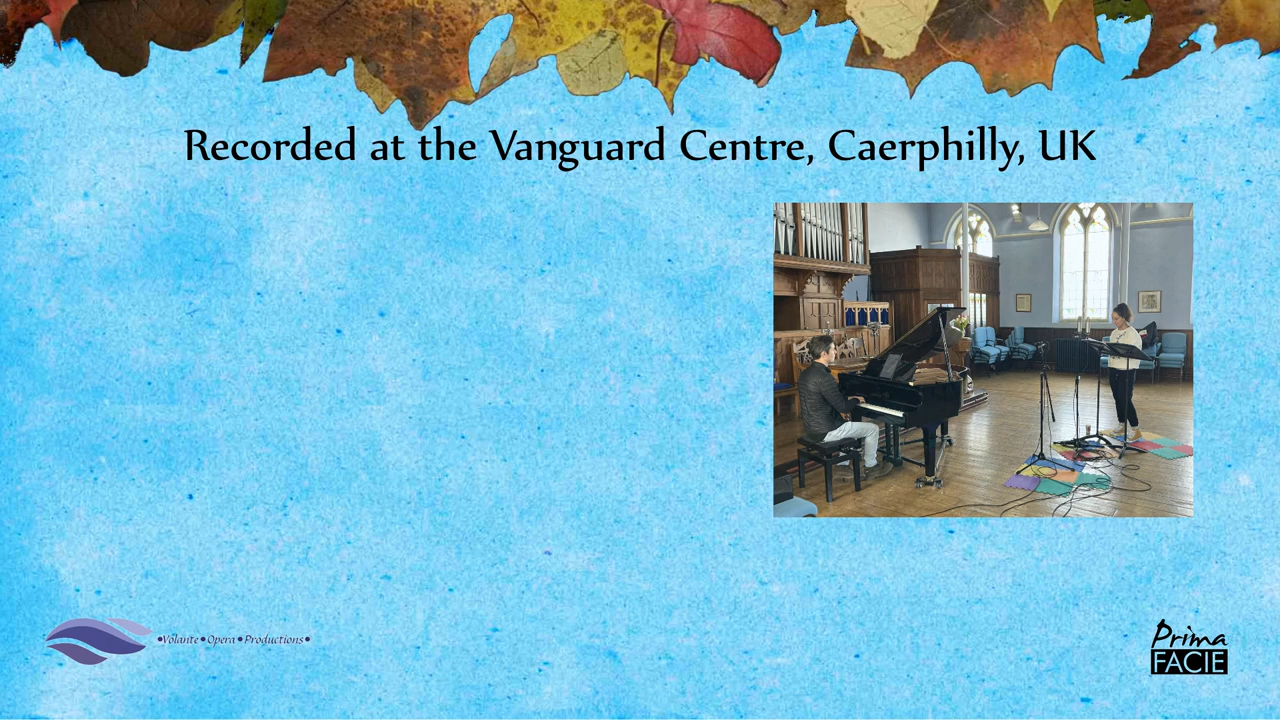 Recorded at the Vanguard Centre, Caerphilly, UK
•Volante•Opera•Productions•
Prima
FACIE